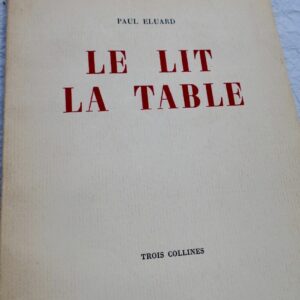 PAUL ELUARD
LE LIT
LA TABLE
TROIS COLLINES